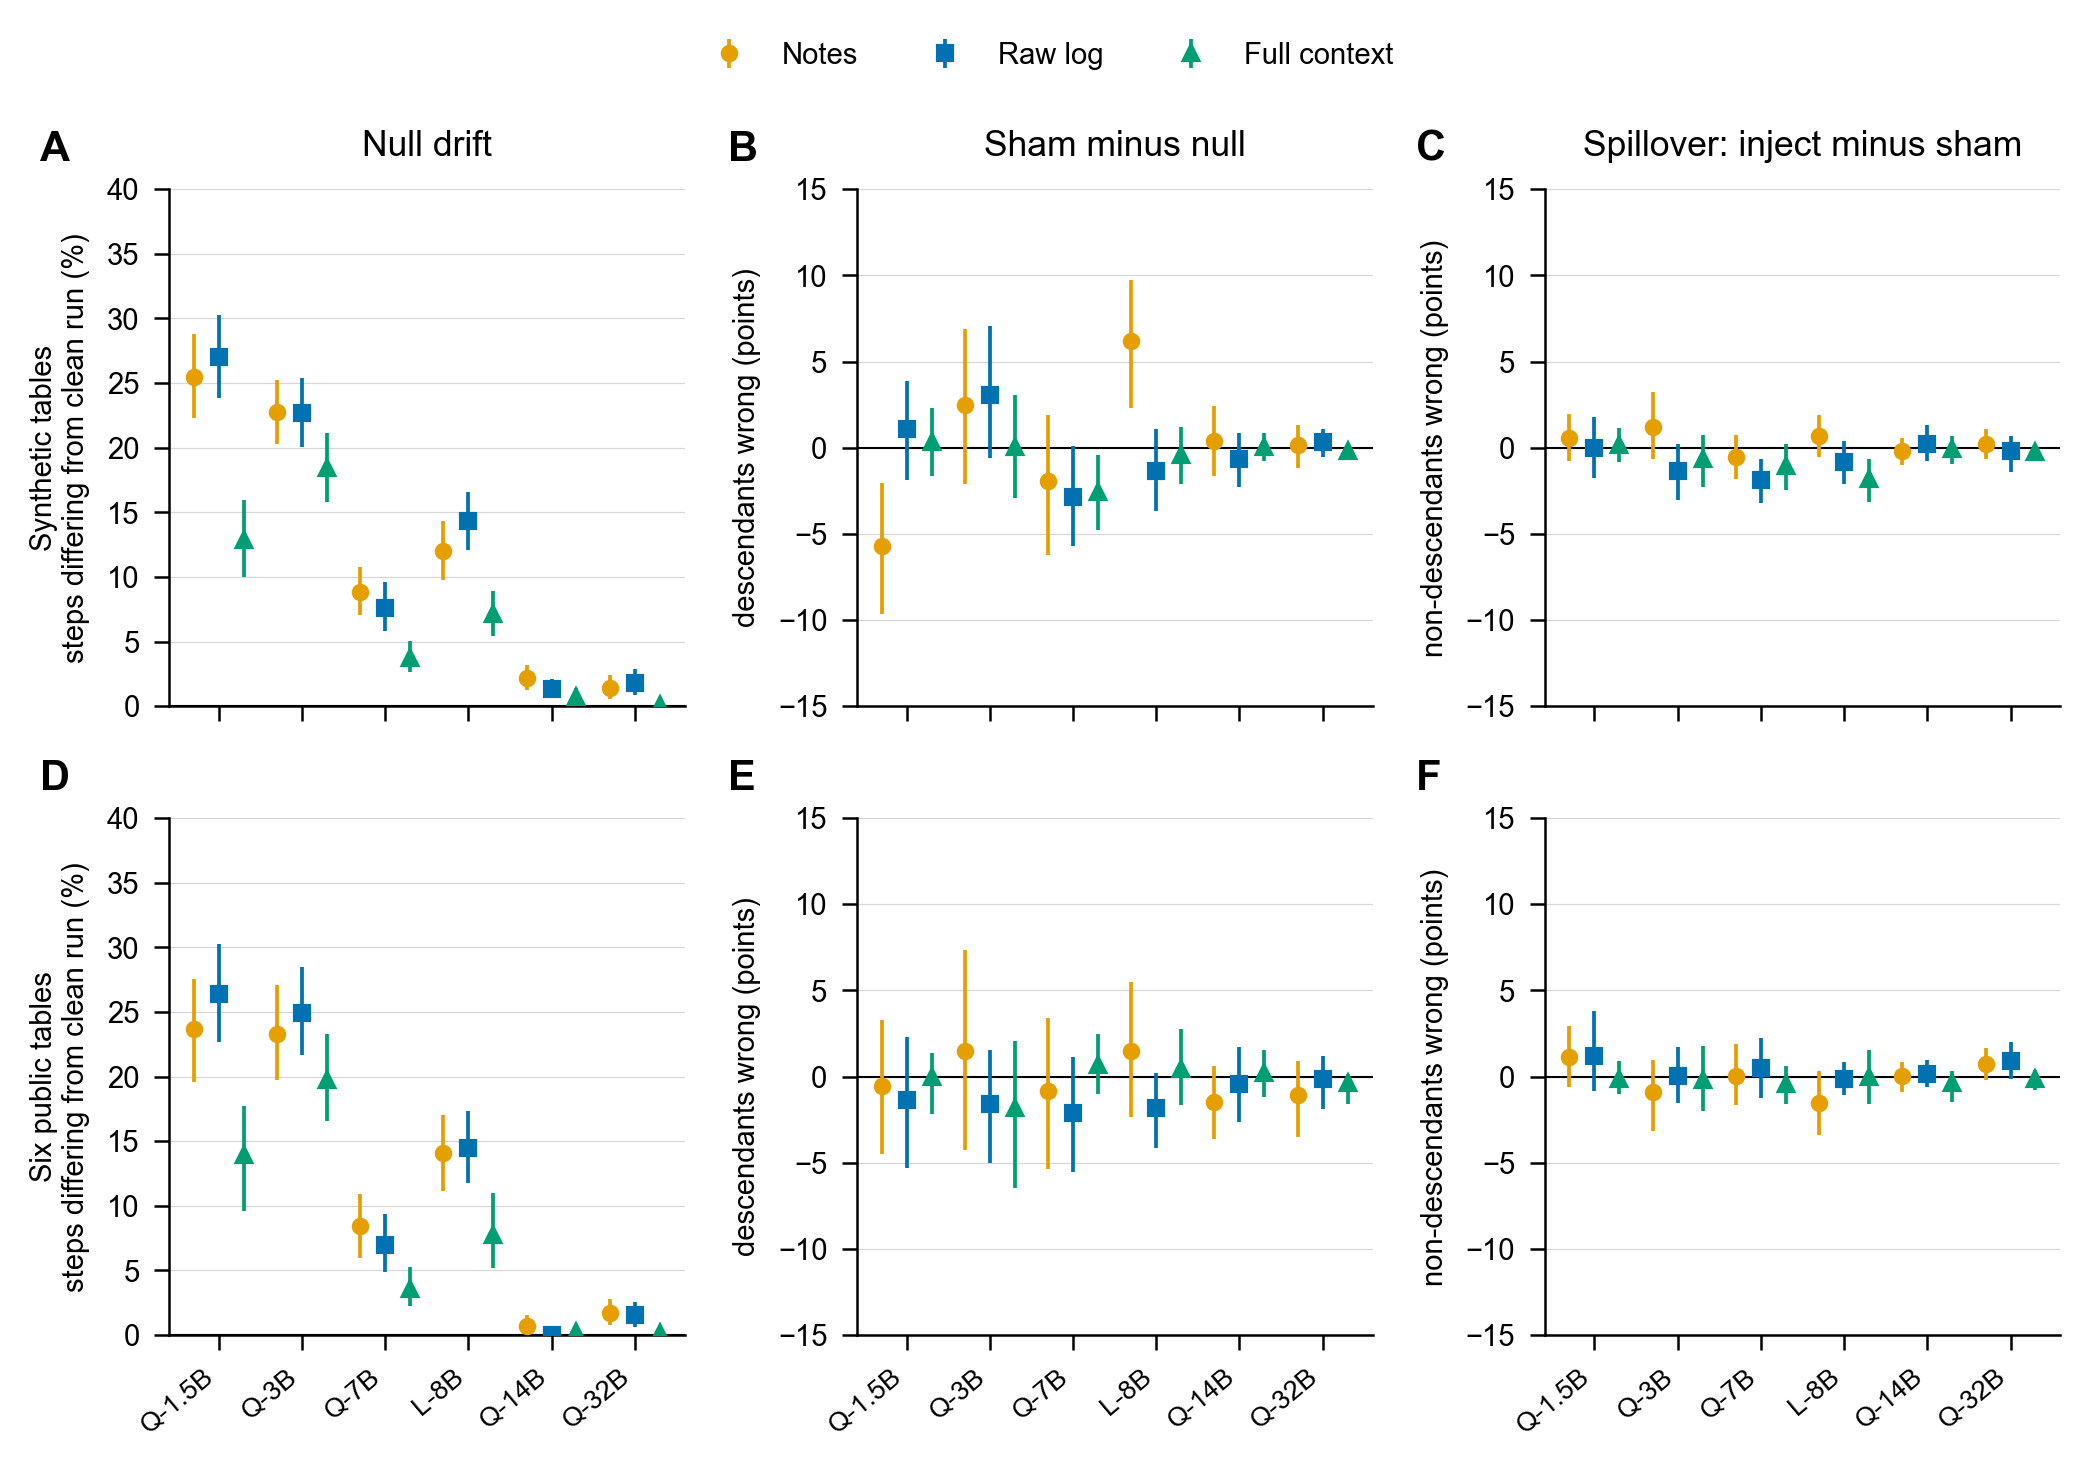 Notes
Raw log
Full context
A
Null drift
B
Sham minus null
C
Spillover: inject minus sham
Synthetic tables
steps differing from clean run (%)
40
35
30
25
20
15
10
5
0
descendants wrong (points)
15
10
5
0
−5
−10
−15
non-descendants wrong (points)
15
10
5
0
−5
−10
−15
D
E
F
Six public tables
steps differing from clean run (%)
40
35
30
25
20
15
10
5
0
Q-1.5B
Q-3B
Q-7B
L-8B
Q-14B
Q-32B
descendants wrong (points)
15
10
5
0
−5
−10
−15
Q-1.5B
Q-3B
Q-7B
L-8B
Q-14B
Q-32B
non-descendants wrong (points)
15
10
5
0
−5
−10
−15
Q-1.5B
Q-3B
Q-7B
L-8B
Q-14B
Q-32B